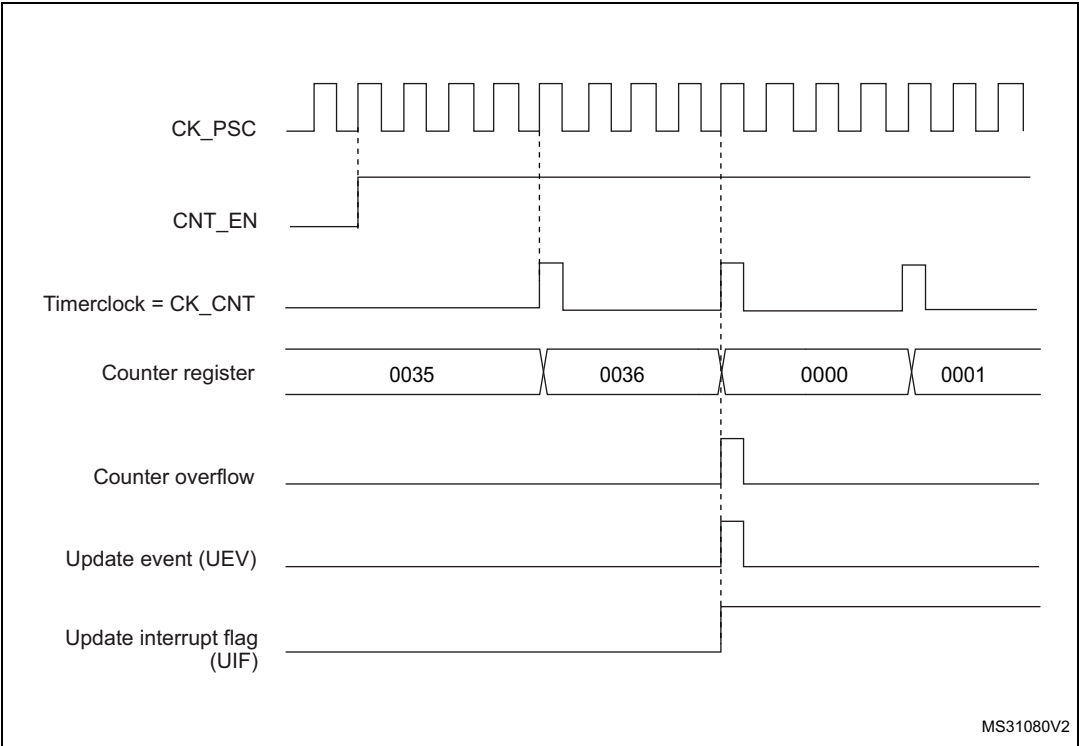 CK_PSC
CNT_EN
Timerclock = CK_CNT
Counter register
0035 0036 0000 0001
Counter overflow
Update event (UEV)
Update interrupt flag
(UIF)
MS31080V2